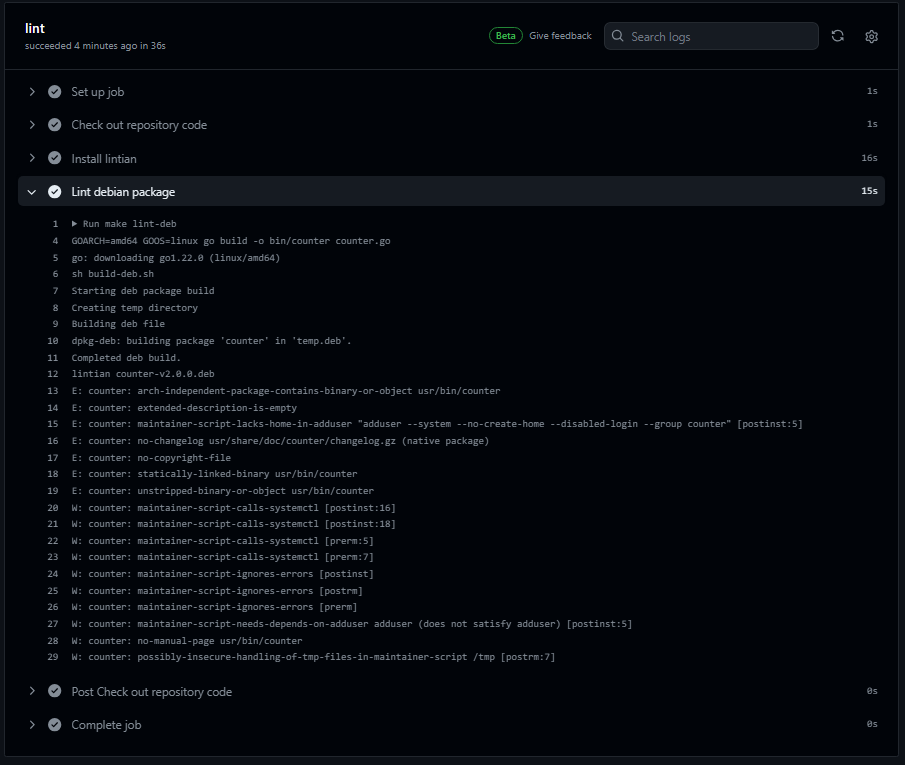 lint
succeeded 4 minutes ago in 36s
Beta Give feedback
Search logs
Set up job 1s
Check out repository code 1s
Install lintian 16s
Lint debian package 15s
1 ▶ Run make lint-deb
4 GOARCH=amd64 GOOS=linux go build -o bin/counter counter.go
5 go: downloading go1.22.0 (linux/amd64)
6 sh build-deb.sh
7 Starting deb package build
8 Creating temp directory
9 Building deb file
10 dpkg-deb: building package 'counter' in 'temp.deb'.
11 Completed deb build.
12 lintian counter-v2.0.0.deb
13 E: counter: arch-independent-package-contains-binary-or-object usr/bin/counter
14 E: counter: extended-description-is-empty
15 E: counter: maintainer-script-lacks-home-in-adduser "adduser --system --no-create-home --disabled-login --group counter" [postinst:5]
16 E: counter: no-changelog usr/share/doc/counter/changelog.gz (native package)
17 E: counter: no-copyright-file
18 E: counter: statically-linked-binary usr/bin/counter
19 E: counter: unstripped-binary-or-object usr/bin/counter
20 W: counter: maintainer-script-calls-systemctl [postinst:16]
21 W: counter: maintainer-script-calls-systemctl [postinst:18]
22 W: counter: maintainer-script-calls-systemctl [prerm:5]
23 W: counter: maintainer-script-calls-systemctl [prerm:7]
24 W: counter: maintainer-script-ignores-errors [postinst]
25 W: counter: maintainer-script-ignores-errors [postrm]
26 W: counter: maintainer-script-ignores-errors [prerm]
27 W: counter: maintainer-script-needs-depends-on-adduser adduser (does not satisfy adduser) [postinst:5]
28 W: counter: no-manual-page usr/bin/counter
29 W: counter: possibly-insecure-handling-of-tmp-files-in-maintainer-script /tmp [postrm:7]
Post Check out repository code 0s
Complete job 0s